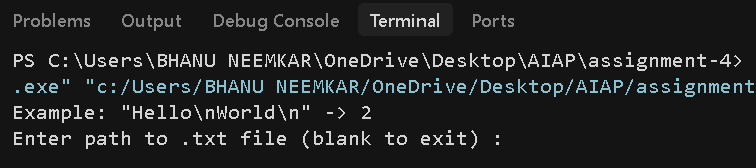 Problems Output Debug Console Terminal Ports
PS C:\Users\BHANU NEEMKAR\OneDrive\Desktop\AIAP\assignment-4>
.exe" "c:/Users/BHANU NEEMKAR/OneDrive/Desktop/AIAP/assignment
Example: "Hello\nWorld\n" -> 2
Enter path to .txt file (blank to exit) :